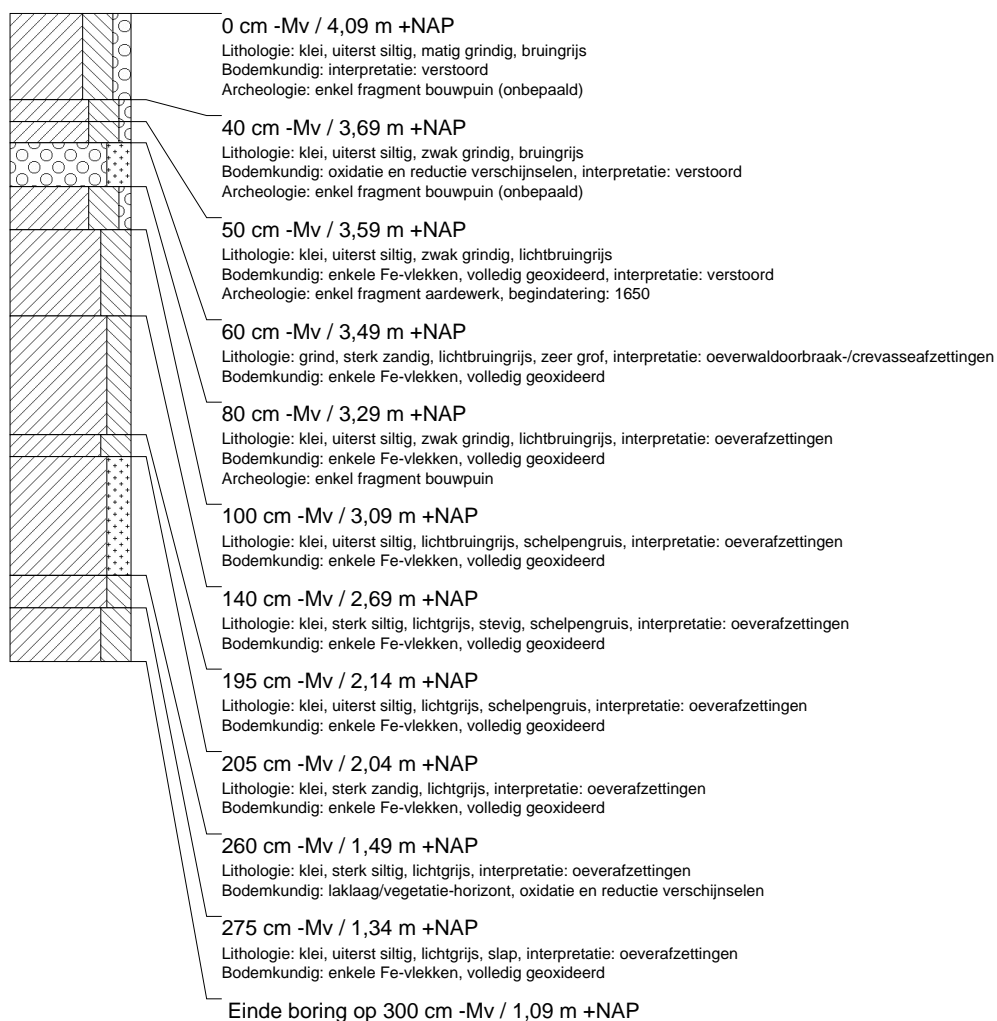 0 cm -Mv / 4,09 m +NAP
Lithologie: klei, uiterst siltig, matig grindig, bruingrijs
Bodemkundig: interpretatie: verstoord
Archeologie: enkel fragment bouwpuin (onbepaald)
40 cm -Mv / 3,69 m +NAP
Lithologie: klei, uiterst siltig, zwak grindig, bruingrijs
Bodemkundig: oxidatie en reductie verschijnselen, interpretatie: verstoord
Archeologie: enkel fragment bouwpuin (onbepaald)
50 cm -Mv / 3,59 m +NAP
Lithologie: klei, uiterst siltig, zwak grindig, lichtbruingrijs
Bodemkundig: enkele Fe-vlekken, volledig geoxideerd, interpretatie: verstoord
Archeologie: enkel fragment aardewerk, begindatering: 1650
60 cm -Mv / 3,49 m +NAP
Lithologie: grind, sterk zandig, lichtbruingrijs, zeer grof, interpretatie: oeverwaldoorbraak-/crevasseafzettingen
Bodemkundig: enkele Fe-vlekken, volledig geoxideerd
80 cm -Mv / 3,29 m +NAP
Lithologie: klei, uiterst siltig, zwak grindig, lichtbruingrijs, interpretatie: oeverafzettingen
Bodemkundig: enkele Fe-vlekken, volledig geoxideerd
Archeologie: enkel fragment bouwpuin
100 cm -Mv / 3,09 m +NAP
Lithologie: klei, uiterst siltig, lichtbruingrijs, schelpengruis, interpretatie: oeverafzettingen
Bodemkundig: enkele Fe-vlekken, volledig geoxideerd
140 cm -Mv / 2,69 m +NAP
Lithologie: klei, sterk siltig, lichtgrijs, stevig, schelpengruis, interpretatie: oeverafzettingen
Bodemkundig: enkele Fe-vlekken, volledig geoxideerd
195 cm -Mv / 2,14 m +NAP
Lithologie: klei, uiterst siltig, lichtgrijs, schelpengruis, interpretatie: oeverafzettingen
Bodemkundig: enkele Fe-vlekken, volledig geoxideerd
205 cm -Mv / 2,04 m +NAP
Lithologie: klei, sterk zandig, lichtgrijs, interpretatie: oeverafzettingen
Bodemkundig: enkele Fe-vlekken, volledig geoxideerd
260 cm -Mv / 1,49 m +NAP
Lithologie: klei, sterk siltig, lichtgrijs, interpretatie: oeverafzettingen
Bodemkundig: laklaag/vegetatie-horizont, oxidatie en reductie verschijnselen
275 cm -Mv / 1,34 m +NAP
Lithologie: klei, uiterst siltig, lichtgrijs, slap, interpretatie: oeverafzettingen
Bodemkundig: enkele Fe-vlekken, volledig geoxideerd
Einde boring op 300 cm -Mv / 1,09 m +NAP